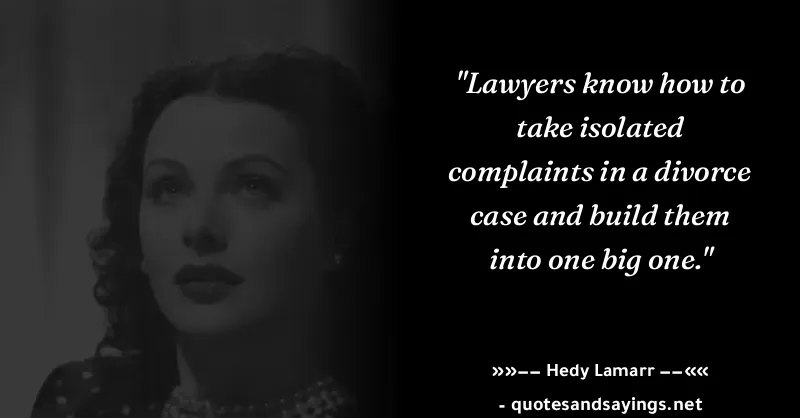 "Lawyers know how to
take isolated
complaints in a divorce
case and build them
into one big one."
»»−− Hedy Lamarr −−««
- quotesandsayings.net